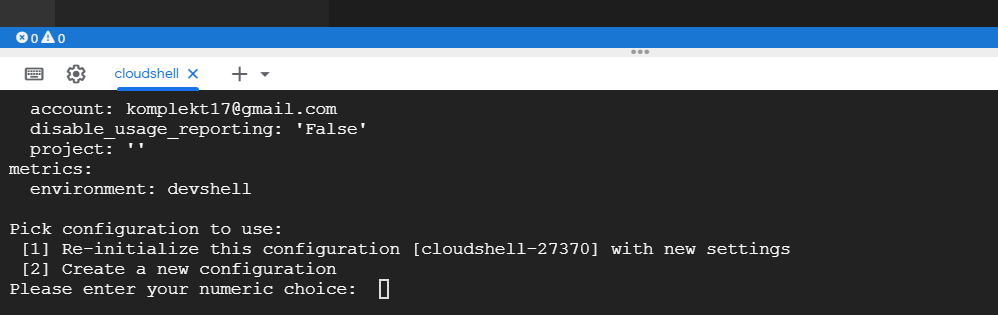 0 0
cloudshell
account: komplekt17@gmail.com
disable_usage_reporting: 'False'
project: ''
metrics:
environment: devshell
Pick configuration to use:
[1] Re-initialize this configuration [cloudshell-27370] with new settings
[2] Create a new configuration
Please enter your numeric choice: